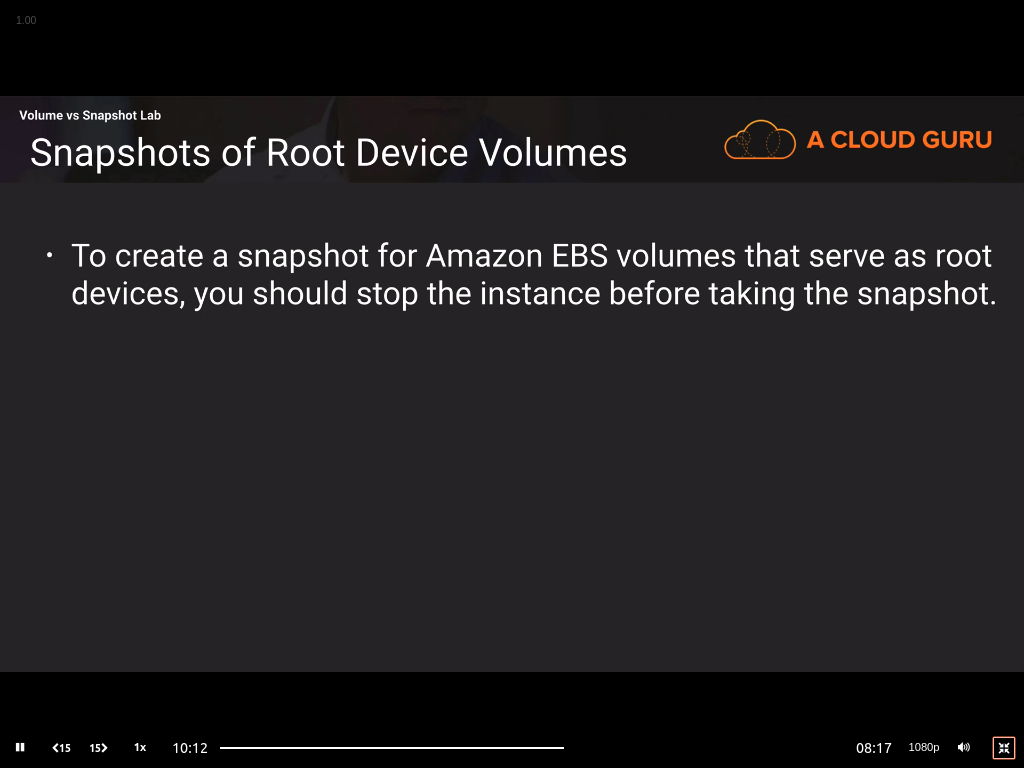 1.00
Volume vs Snapshot Lab
Snapshots of Root Device Volumes
A CLOUD GURU
• To create a snapshot for Amazon EBS volumes that serve as root
devices, you should stop the instance before taking the snapshot.
15 15 1x 10:12 08:17 1080p